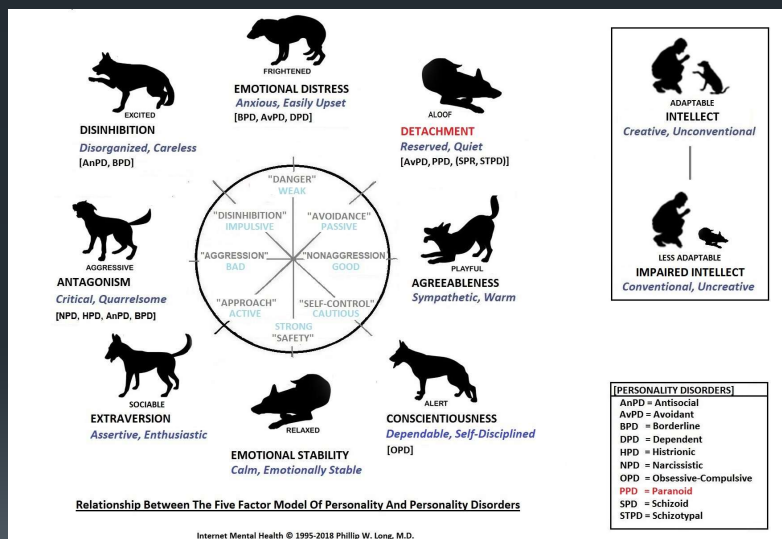 FRIGHTENED
EMOTIONAL DISTRESS
Anxious, Easily Upset
[BPD, AvPD, DPD]
EXCITED
DISINHIBITION
Disorganized, Careless
[AnPD, BPD]
ALOOF
DETACHMENT
Reserved, Quiet
[AvPD, PPD, (SPR, STPD)]
"DANGER"
WEAK
"DISINHIBITION"
IMPULSIVE
"AVOIDANCE"
PASSIVE
"AGGRESSION"
BAD
"NONAGGRESSION"
GOOD
"APPROACH"
ACTIVE
"SELF-CONTROL"
CAUTIOUS
STRONG
"SAFETY"
AGGRESSIVE
ANTAGONISM
Critical, Quarrelsome
[NPD, HPD, AnPD, BPD]
PLAYFUL
AGREEABLENESS
Sympathetic, Warm
SOCIABLE
EXTRAVERSION
Assertive, Enthusiastic
RELAXED
EMOTIONAL STABILITY
Calm, Emotionally Stable
ALERT
CONSCIENTIOUSNESS
Dependable, Self-Disciplined
[OPD]
Relationship Between The Five Factor Model Of Personality And Personality Disorders
Internet Mental Health © 1995-2018 Phillip W. Long, M.D.
ADAPTABLE
INTELLECT
Creative, Unconventional
LESS ADAPTABLE
IMPAIRED INTELLECT
Conventional, Uncreative
[PERSONALITY DISORDERS]
AnPD = Antisocial
AvPD = Avoidant
BPD = Borderline
DPD = Dependent
HPD = Histrionic
NPD = Narcissistic
OPD = Obsessive-Compulsive
PPD = Paranoid
SPD = Schizoid
STPD = Schizotypal